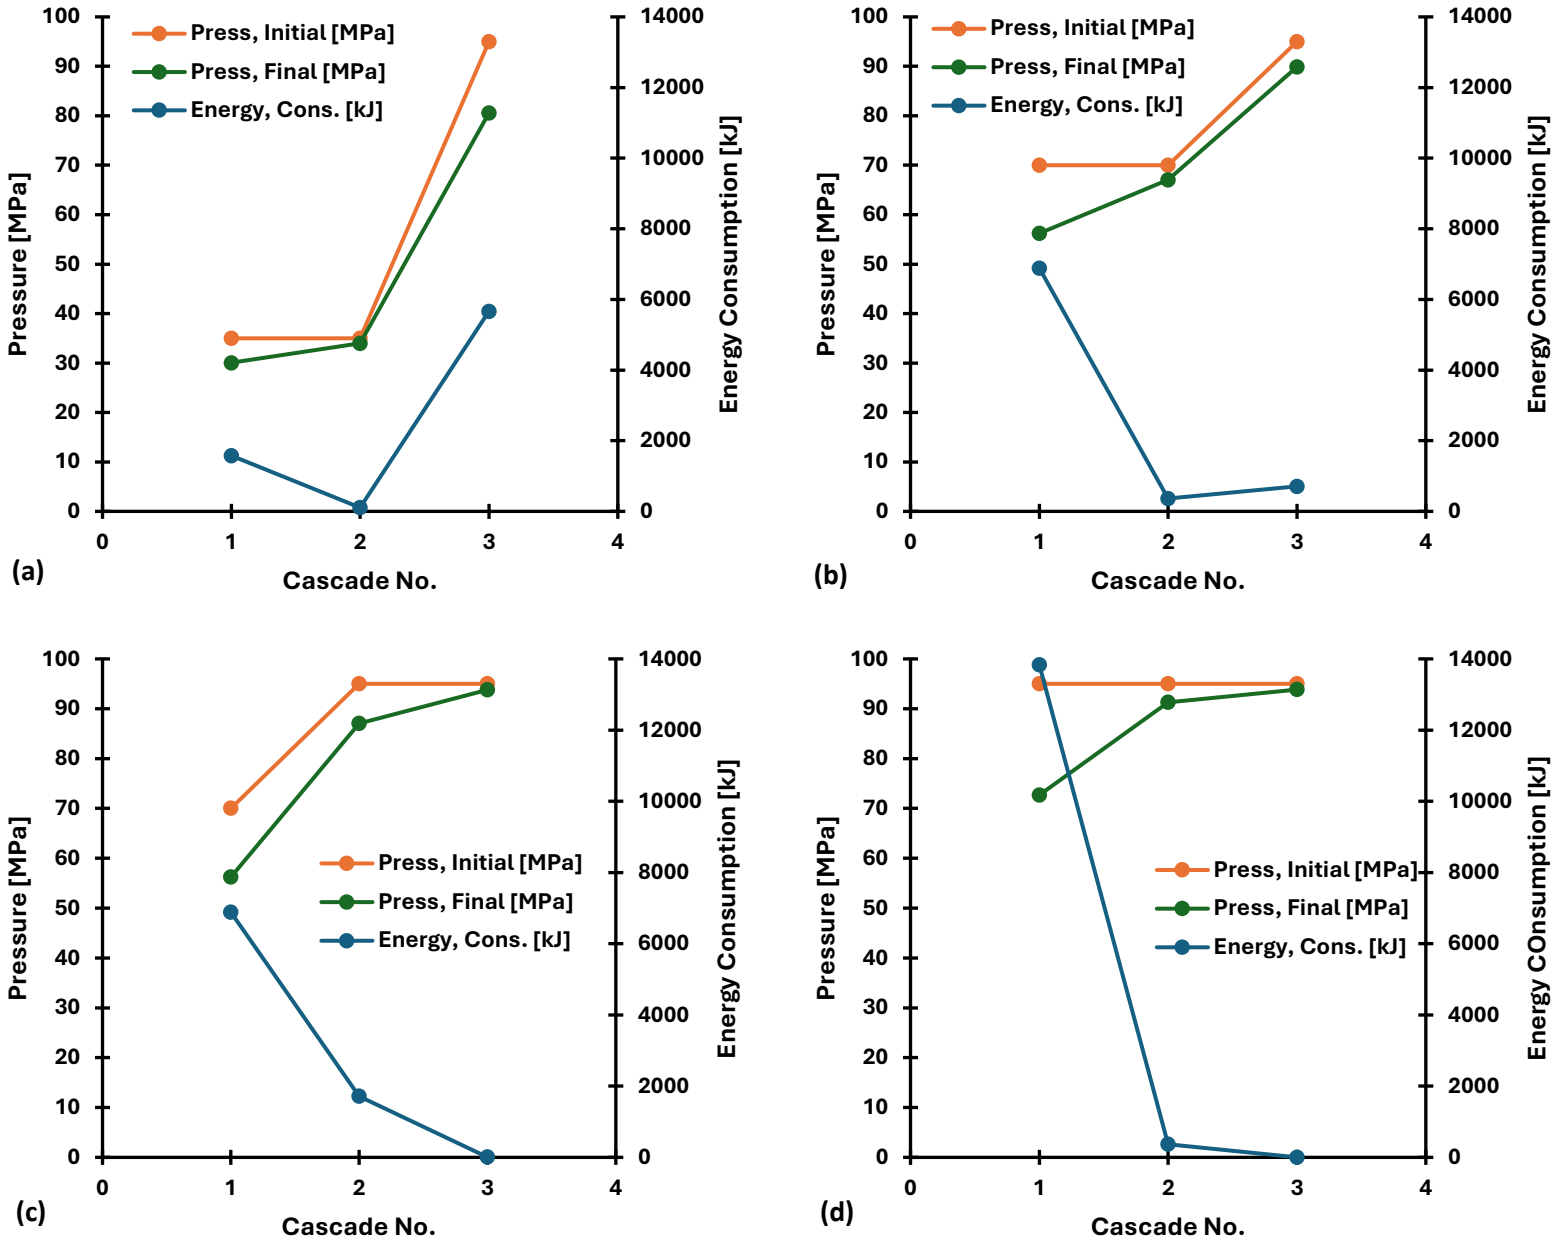 Press, Initial [MPa]
Press, Final [MPa]
Energy, Cons. [kJ]
100
90
80
70
60
50
40
30
20
10
0
Pressure [MPa]
14000
12000
10000
8000
6000
4000
2000
0
Energy Consumption [kJ]
0 1 2 3 4
Cascade No.
(a)
Press, Initial [MPa]
Press, Final [MPa]
Energy, Cons. [kJ]
100
90
80
70
60
50
40
30
20
10
0
Pressure [MPa]
14000
12000
10000
8000
6000
4000
2000
0
Energy Consumption [kJ]
0 1 2 3 4
Cascade No.
(b)
100
90
80
70
60
50
40
30
20
10
0
Pressure [MPa]
Press, Initial [MPa]
Press, Final [MPa]
Energy, Cons. [kJ]
14000
12000
10000
8000
6000
4000
2000
0
Energy Consumption [kJ]
0 1 2 3 4
Cascade No.
(c)
100
90
80
70
60
50
40
30
20
10
0
Pressure [MPa]
Press, Initial [MPa]
Press, Final [MPa]
Energy, Cons. [kJ]
14000
12000
10000
8000
6000
4000
2000
0
Energy COnsumption [kJ]
0 1 2 3 4
Cascade No.
(d)